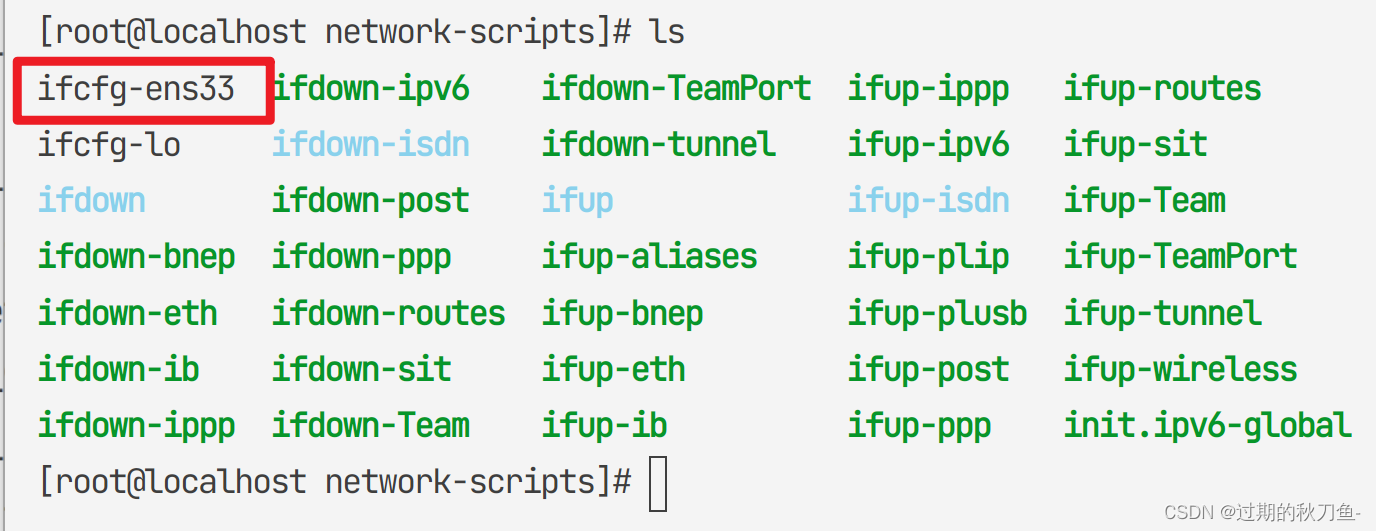 [root@localhost network-scripts]# ls
ifcfg-ens33 ifdown-ipv6 ifdown-TeamPort ifup-ippp ifup-routes
ifcfg-lo ifdown-isdn ifdown-tunnel ifup-ipv6 ifup-sit
ifdown ifdown-post ifup ifup-isdn ifup-Team
ifdown-bnep ifdown-ppp ifup-aliases ifup-plip ifup-TeamPort
ifdown-eth ifdown-routes ifup-bnep ifup-plusb ifup-tunnel
ifdown-ib ifdown-sit ifup-eth ifup-post ifup-wireless
ifdown-ippp ifdown-Team ifup-ib ifup-ppp init.ipv6-global
[root@localhost network-scripts]#
CSDN @过期的秋刀鱼-